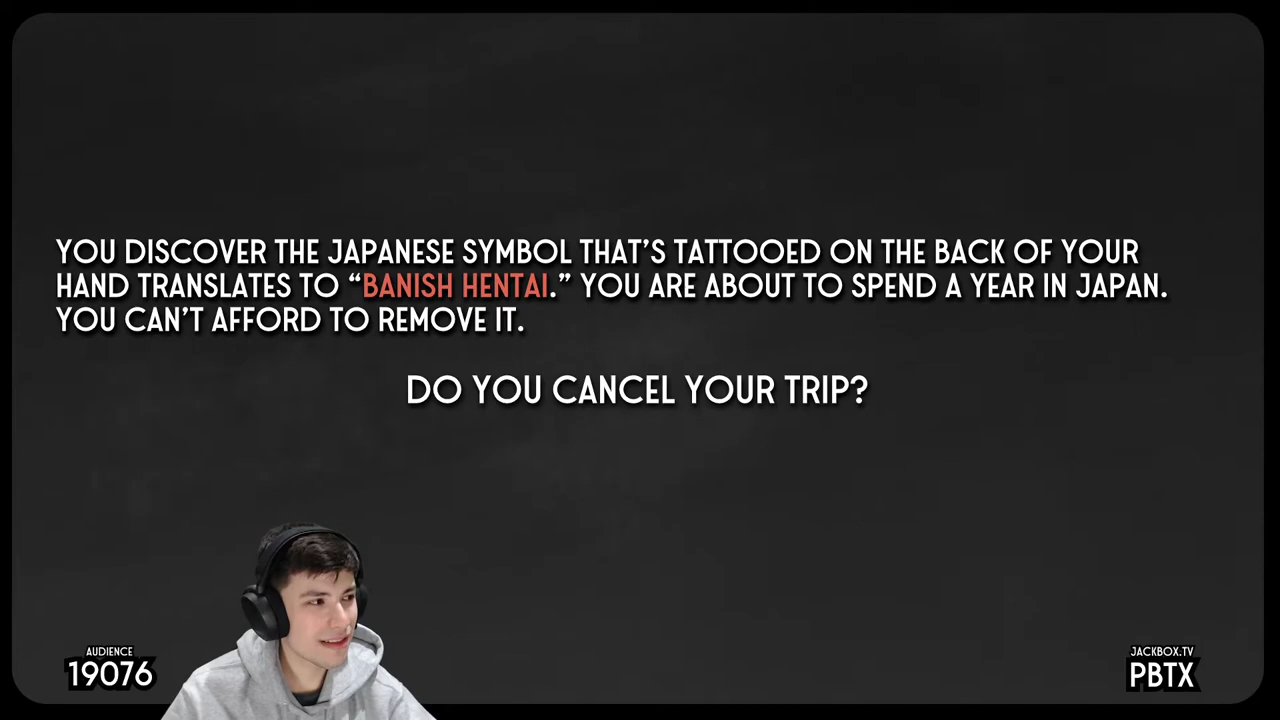 YOU DISCOVER THE JAPANESE SYMBOL THAT'S TATTOOED ON THE BACK OF YOUR
HAND TRANSLATES TO “BANISH HENTAI.” YOU ARE ABOUT TO SPEND A YEAR IN JAPAN.
YOU CAN'T AFFORD TO REMOVE IT.
DO YOU CANCEL YOUR TRIP?
AUDIENCE
19076
JACKBOX.TV
PBTX